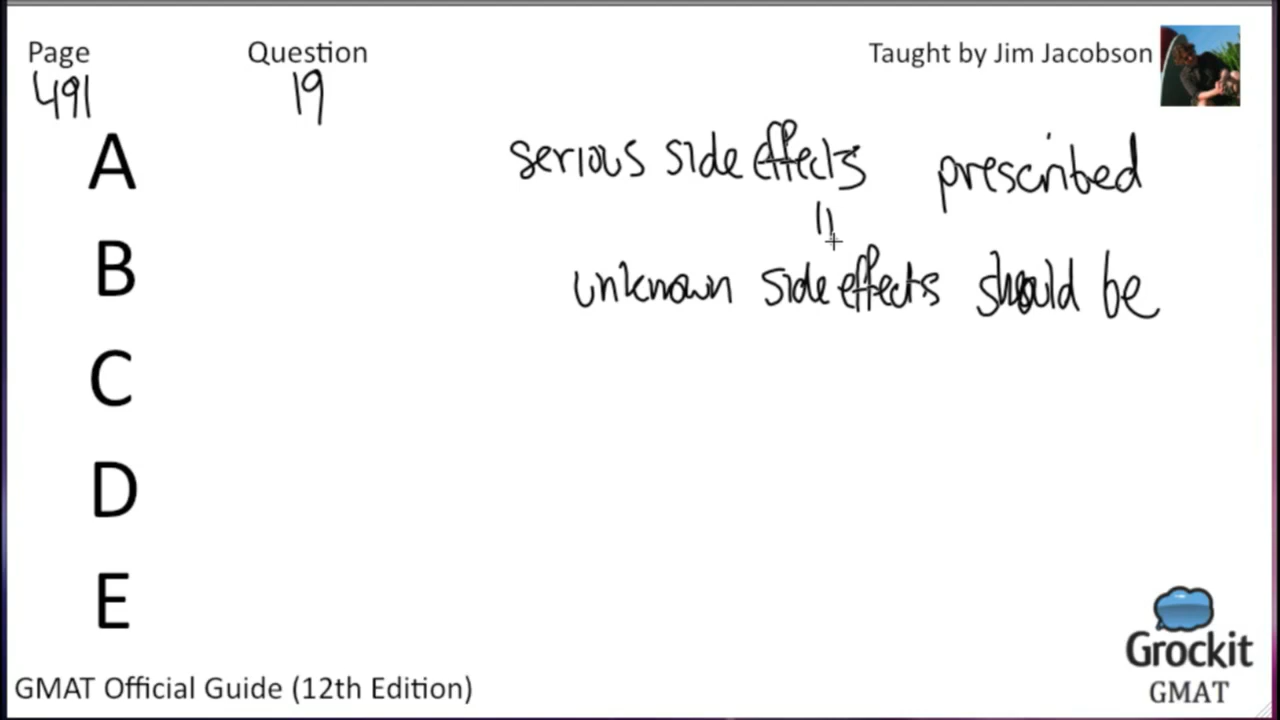 Page Question Taught by Jim Jacobson
491 19
A serious side effects prescribed
B unknown side effects should be
C
D
E
Grockit
GMAT
GMAT Official Guide (12th Edition)